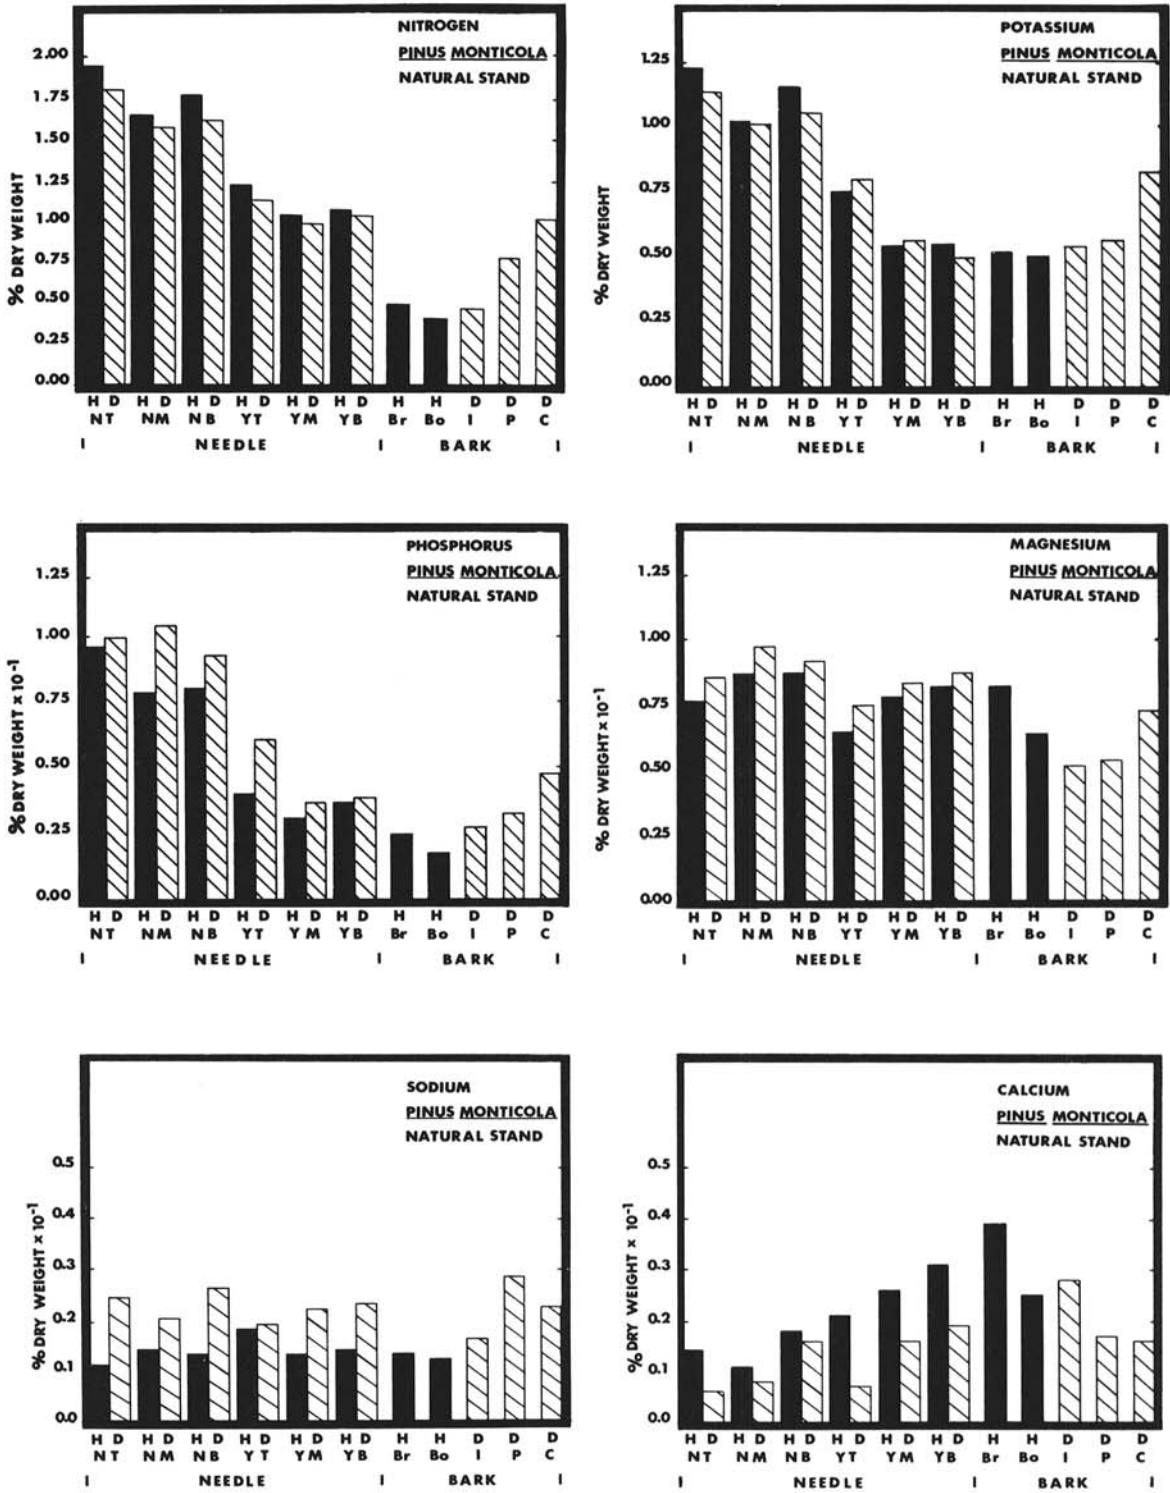 NITROGEN
PINUS MONTICOLA
NATURAL STAND
% DRY WEIGHT
2.00
1.75
1.50
1.25
1.00
0.75
0.50
0.25
0.00
H D H D H D H D H D H D H H D D D
NT NM NB YT YM YB Br Bo I P C
I NEEDLE I BARK I
POTASSIUM
PINUS MONTICOLA
NATURAL STAND
% DRY WEIGHT
1.25
1.00
0.75
0.50
0.25
0.00
H D H D H D H D H D H D H H D D D
NT NM NB YT YM YB Br Bo I P C
I NEEDLE I BARK I
PHOSPHORUS
PINUS MONTICOLA
NATURAL STAND
% DRY WEIGHT x 10⁻¹
1.25
1.00
0.75
0.50
0.25
0.00
H D H D H D H D H D H D H H D D D
NT NM NB YT YM YB Br Bo I P C
I NEEDLE I BARK I
MAGNESIUM
PINUS MONTICOLA
NATURAL STAND
% DRY WEIGHT x 10⁻¹
1.25
1.00
0.75
0.50
0.25
0.00
H D H D H D H D H D H D H H D D D
NT NM NB YT YM YB Br Bo I P C
I NEEDLE I BARK I
SODIUM
PINUS MONTICOLA
NATURAL STAND
% DRY WEIGHT x 10⁻¹
0.5
0.4
0.3
0.2
0.1
0.0
H D H D H D H D H D H D H H D D D
NT NM NB YT YM YB Br Bo I P C
I NEEDLE I BARK I
CALCIUM
PINUS MONTICOLA
NATURAL STAND
% DRY WEIGHT x 10⁻¹
0.5
0.4
0.3
0.2
0.1
0.0
H D H D H D H D H D H D H H D D D
NT NM NB YT YM YB Br Bo I P C
I NEEDLE I BARK I